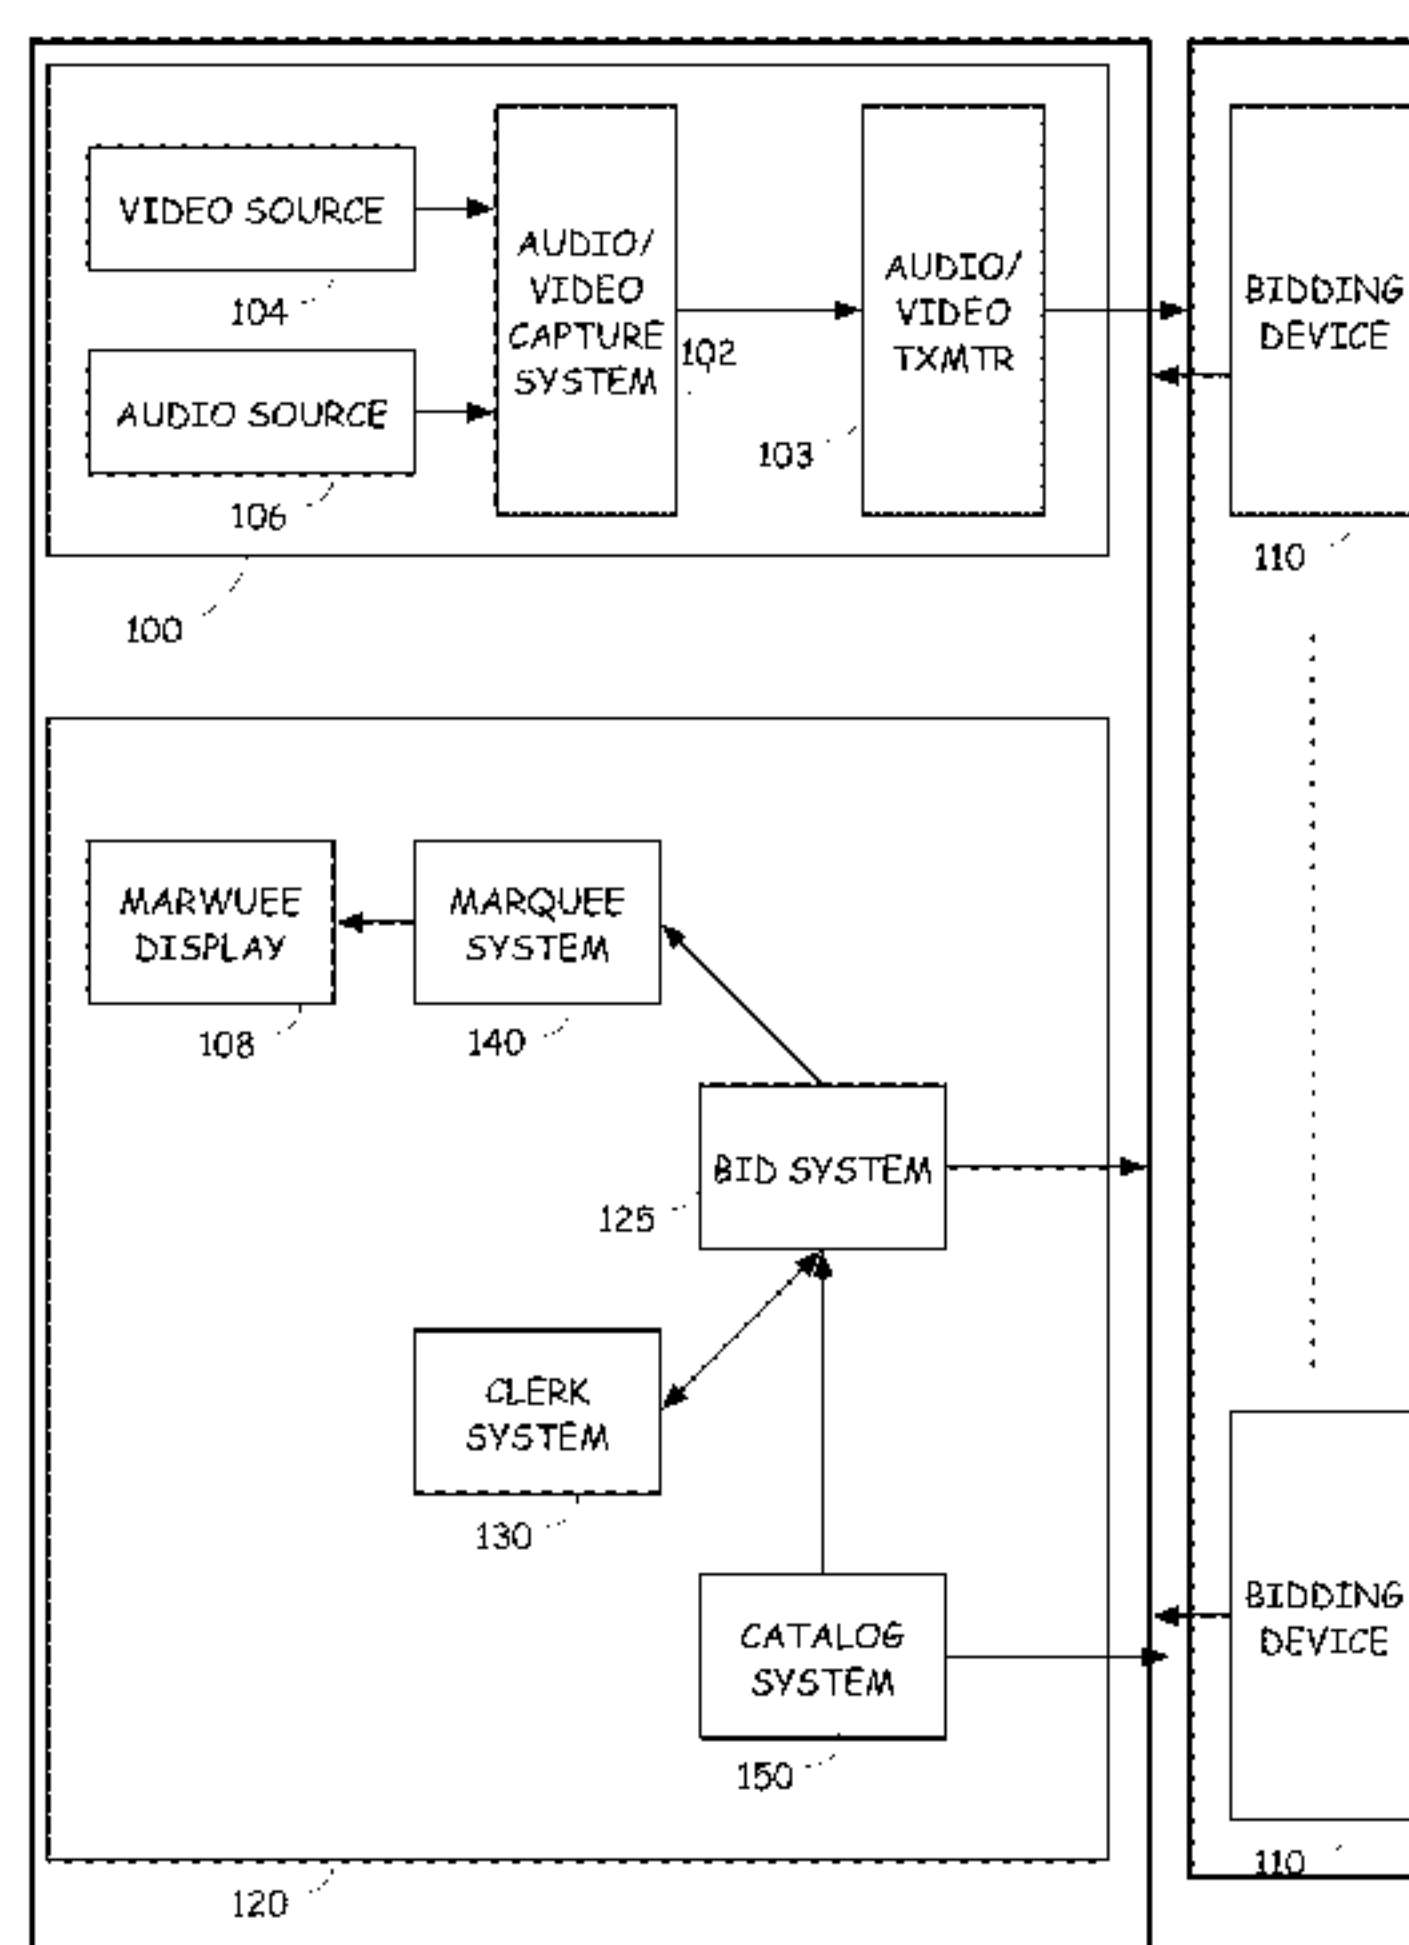 VIDEO SOURCE
104
AUDIO SOURCE
106
AUDIO/
VIDEO
CAPTURE
SYSTEM
102
AUDIO/
VIDEO
TXMTR
103
BIDDING
DEVICE
110
100
MARWUEE
DISPLAY
108
MARQUEE
SYSTEM
140
BID SYSTEM
125
CLERK
SYSTEM
130
CATALOG
SYSTEM
150
BIDDING
DEVICE
110
120